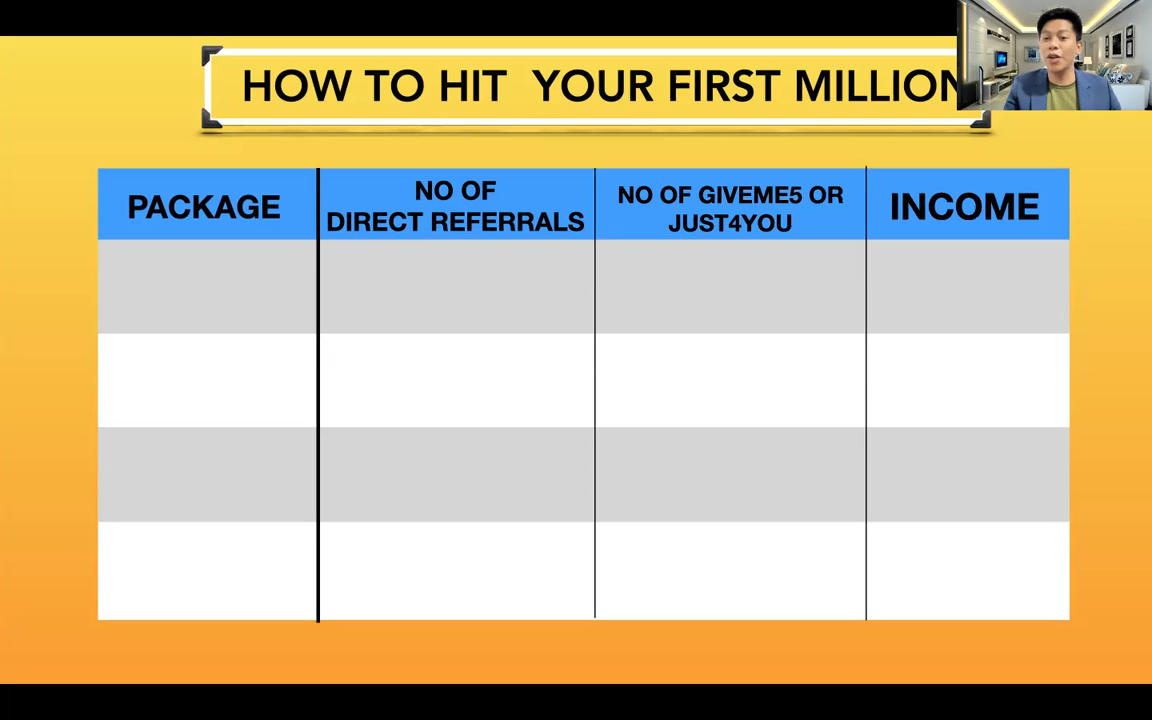 HOW TO HIT YOUR FIRST MILLION
PACKAGE
NO OF
DIRECT REFERRALS
NO OF GIVEME5 OR
JUST4YOU
INCOME